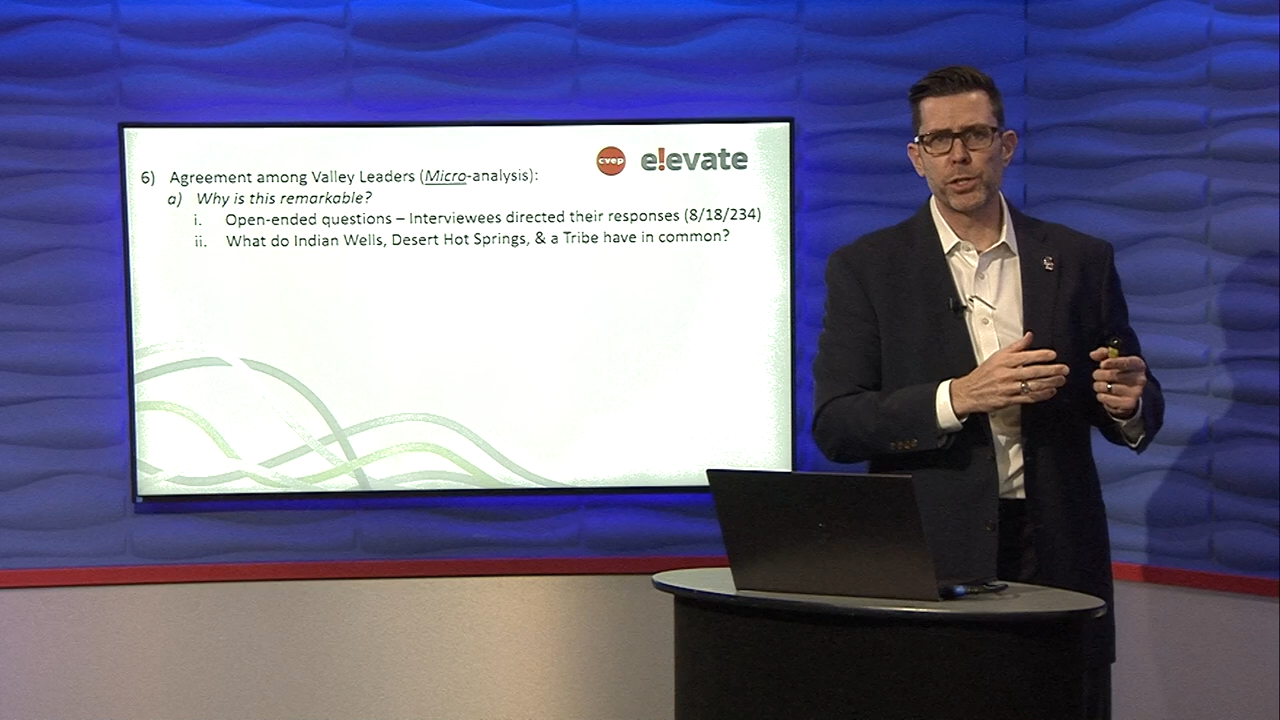 cvep e!evate
6) Agreement among Valley Leaders (Micro-analysis):
a) Why is this remarkable?
i. Open-ended questions – Interviewees directed their responses (8/18/234)
ii. What do Indian Wells, Desert Hot Springs, & a Tribe have in common?